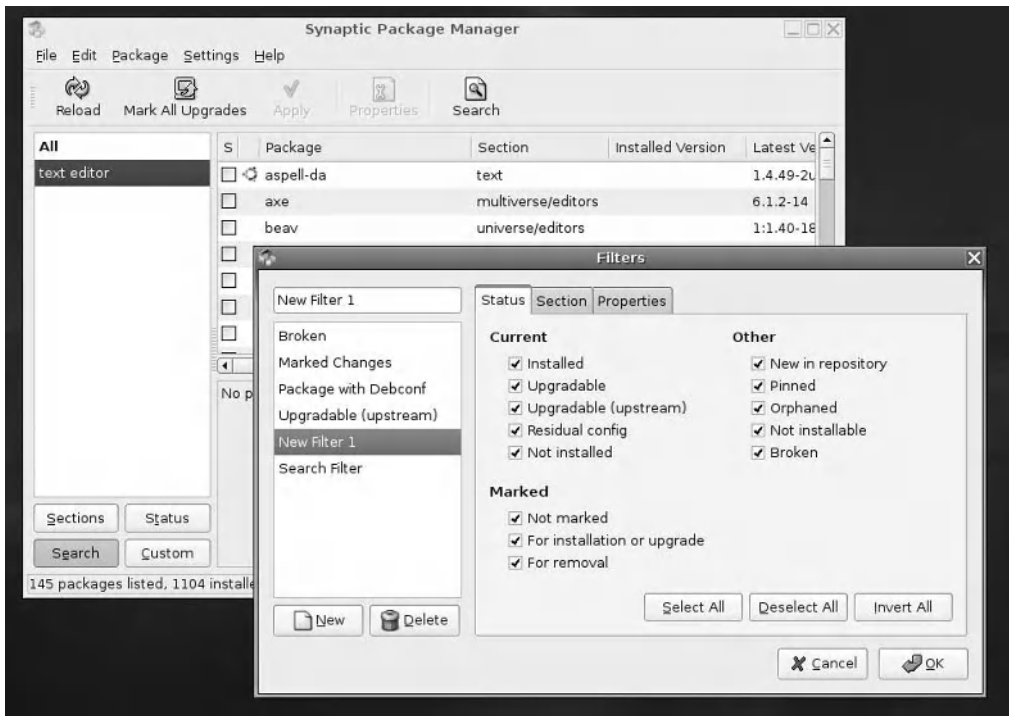 Synaptic Package Manager
File Edit Package Settings Help
Reload Mark All Upgrades Apply Properties Search
All
text editor
S Package Section Installed Version Latest Ve
aspell-da text 1.4.49-2u
axe multiverse/editors 6.1.2-14
beav universe/editors 1:1.40-18
No p
Sections Status
Search Custom
145 packages listed, 1104 installe
Filters
New Filter 1
Broken
Marked Changes
Package with Debconf
Upgradable (upstream)
New Filter 1
Search Filter
New Delete
Status Section Properties
Current
Installed
Upgradable
Upgradable (upstream)
Residual config
Not installed
Other
New in repository
Pinned
Orphaned
Not installable
Broken
Marked
Not marked
For installation or upgrade
For removal
Select All Deselect All Invert All
Cancel OK